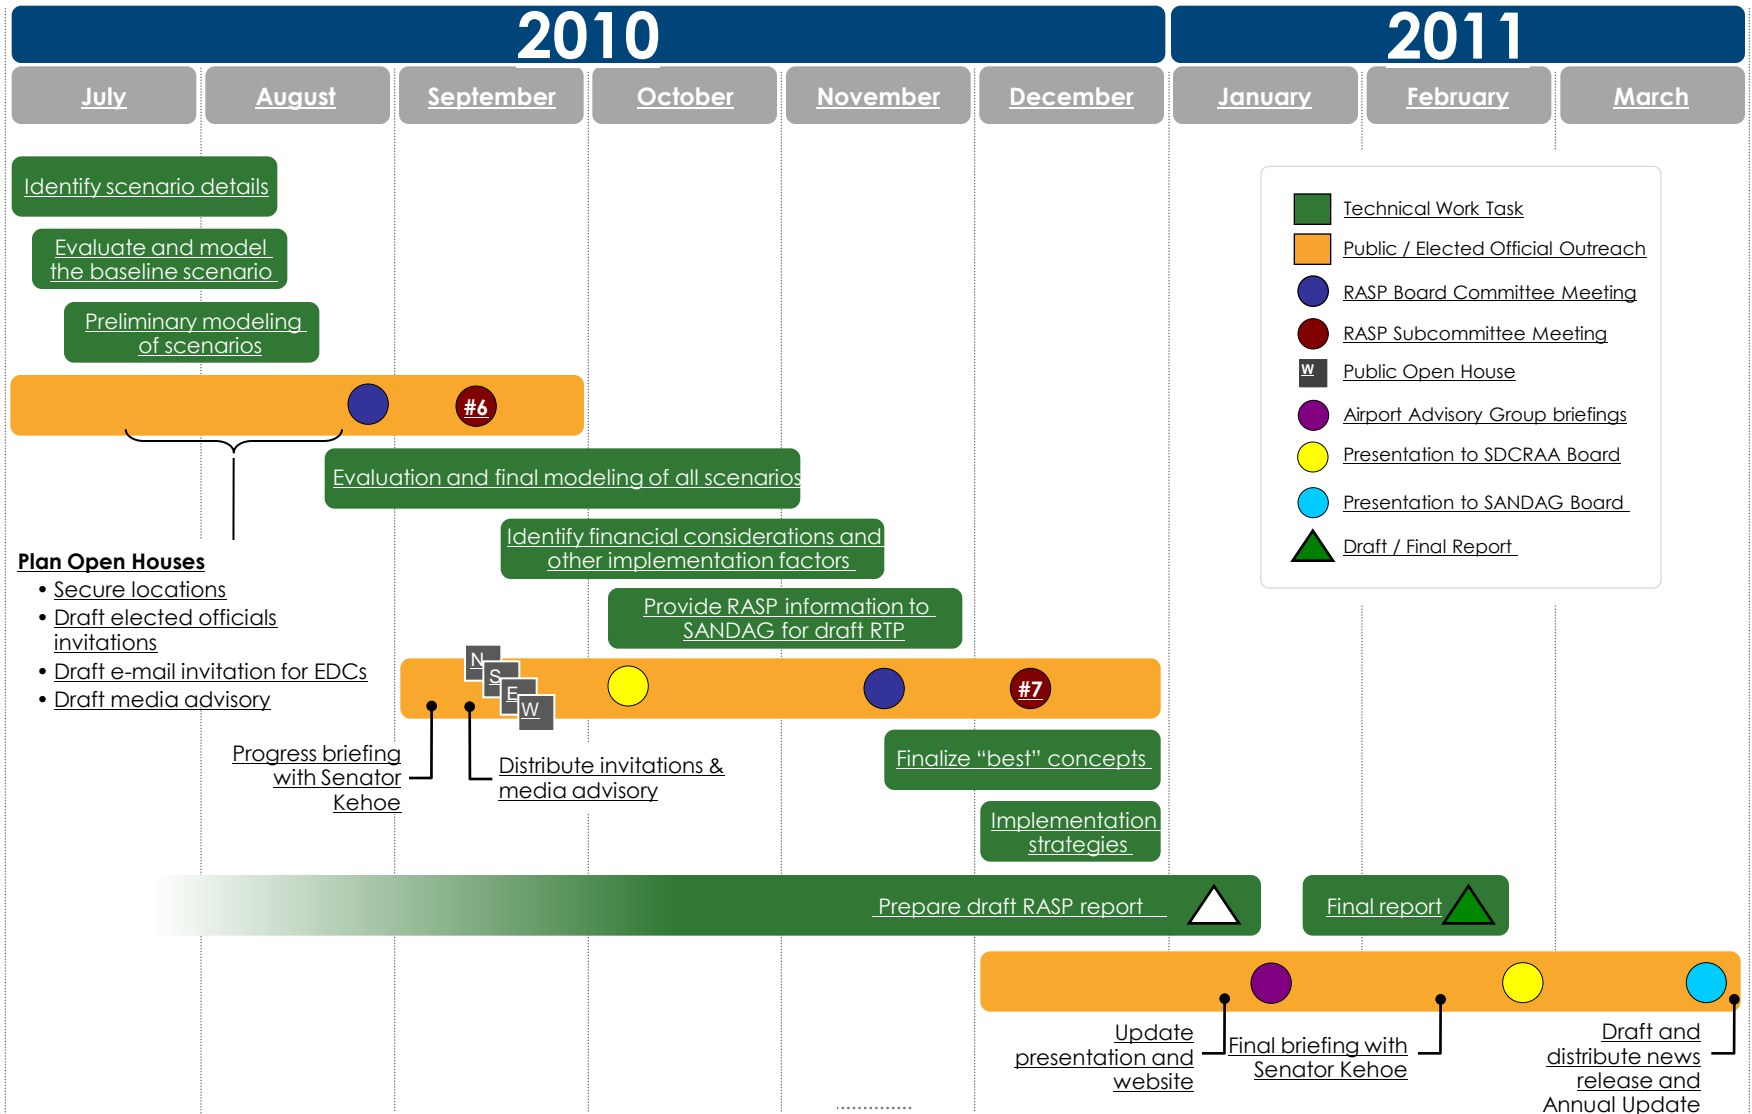 2010
2011
July
August
September
October
November
December
January
February
March
Identify scenario details
Evaluate and model
the baseline scenario
Preliminary modeling
of scenarios
#6
Evaluation and final modeling of all scenarios
Identify financial considerations and
other implementation factors
Provide RASP information to
SANDAG for draft RTP
Plan Open Houses
• Secure locations
• Draft elected officials
invitations
• Draft e-mail invitation for EDCs
• Draft media advisory
N
S
E
W
#7
Progress briefing
with Senator
Kehoe
Distribute invitations &
media advisory
Finalize “best” concepts
Implementation
strategies
Prepare draft RASP report
Final report
Update
presentation and
website
Final briefing with
Senator Kehoe
Draft and
distribute news
release and
Annual Update
Technical Work Task
Public / Elected Official Outreach
RASP Board Committee Meeting
RASP Subcommittee Meeting
W
Public Open House
Airport Advisory Group briefings
Presentation to SDCRAA Board
Presentation to SANDAG Board
Draft / Final Report